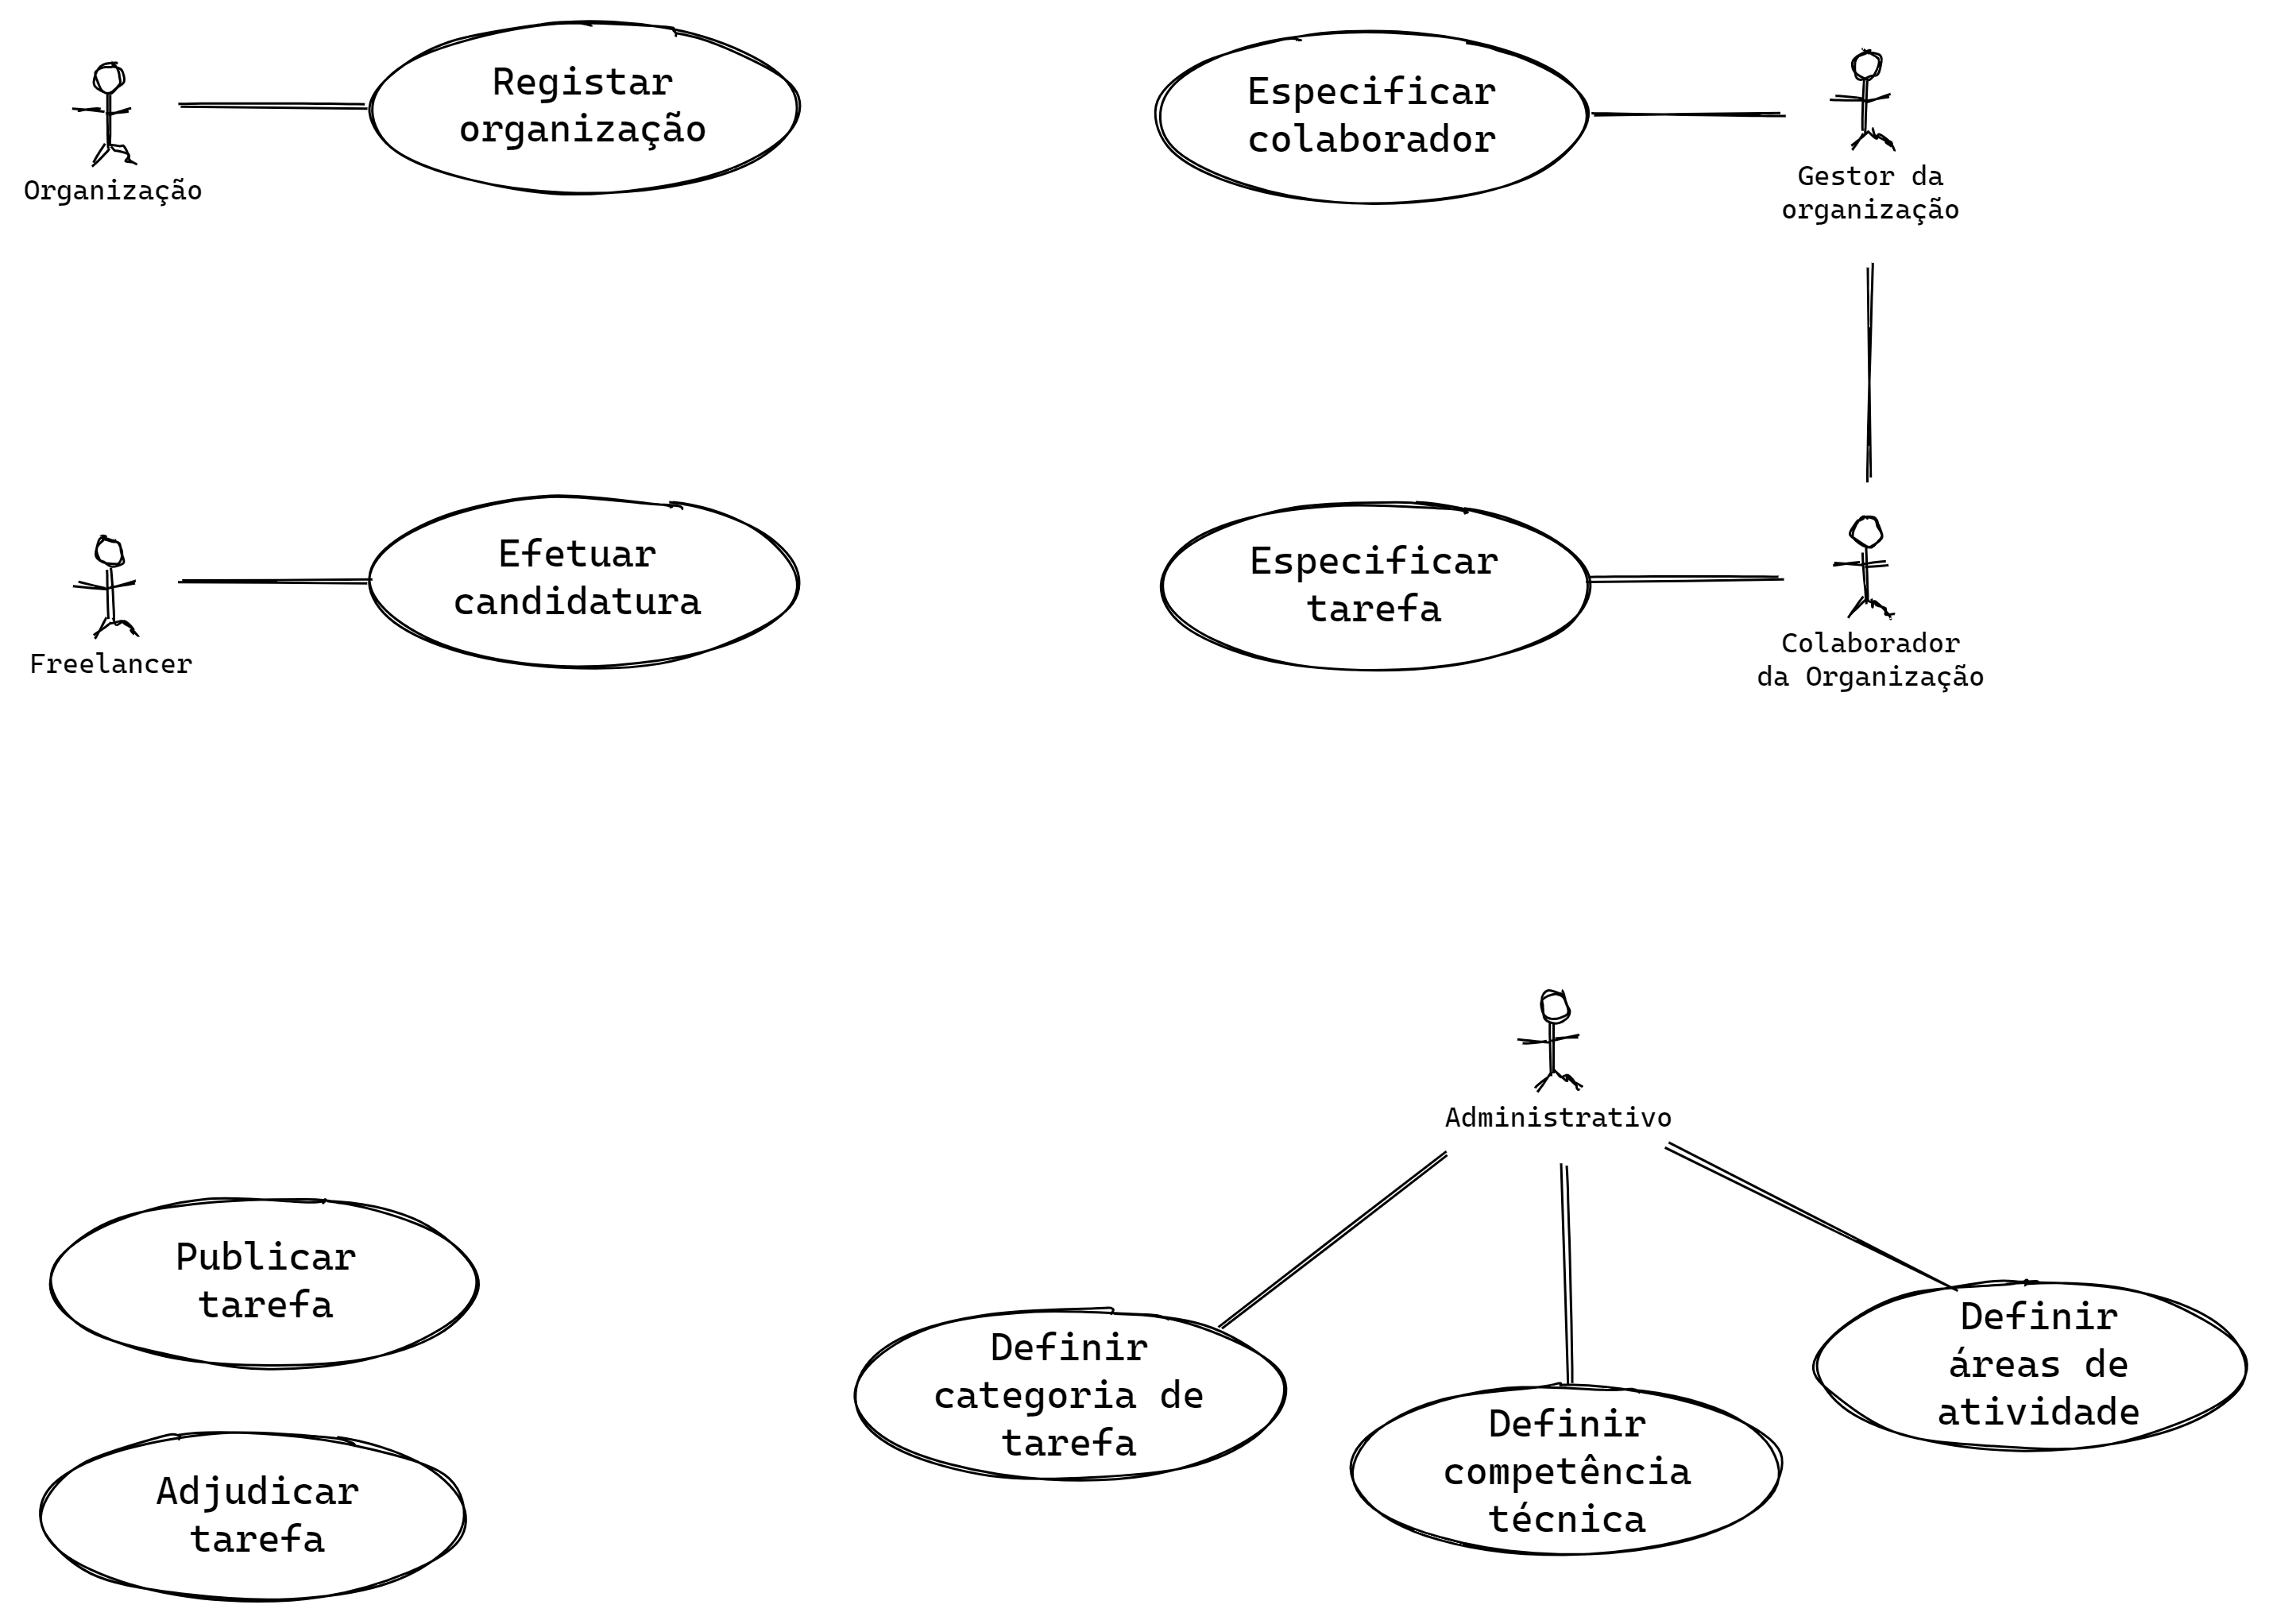 Registar
organização
Organização
Especificar
colaborador
Gestor da
organização
Efetuar
candidatura
Freelancer
Especificar
tarefa
Colaborador
da Organização
Administrativo
Publicar
tarefa
Adjudicar
tarefa
Definir
categoria de
tarefa
Definir
competência
técnica
Definir
áreas de
atividade